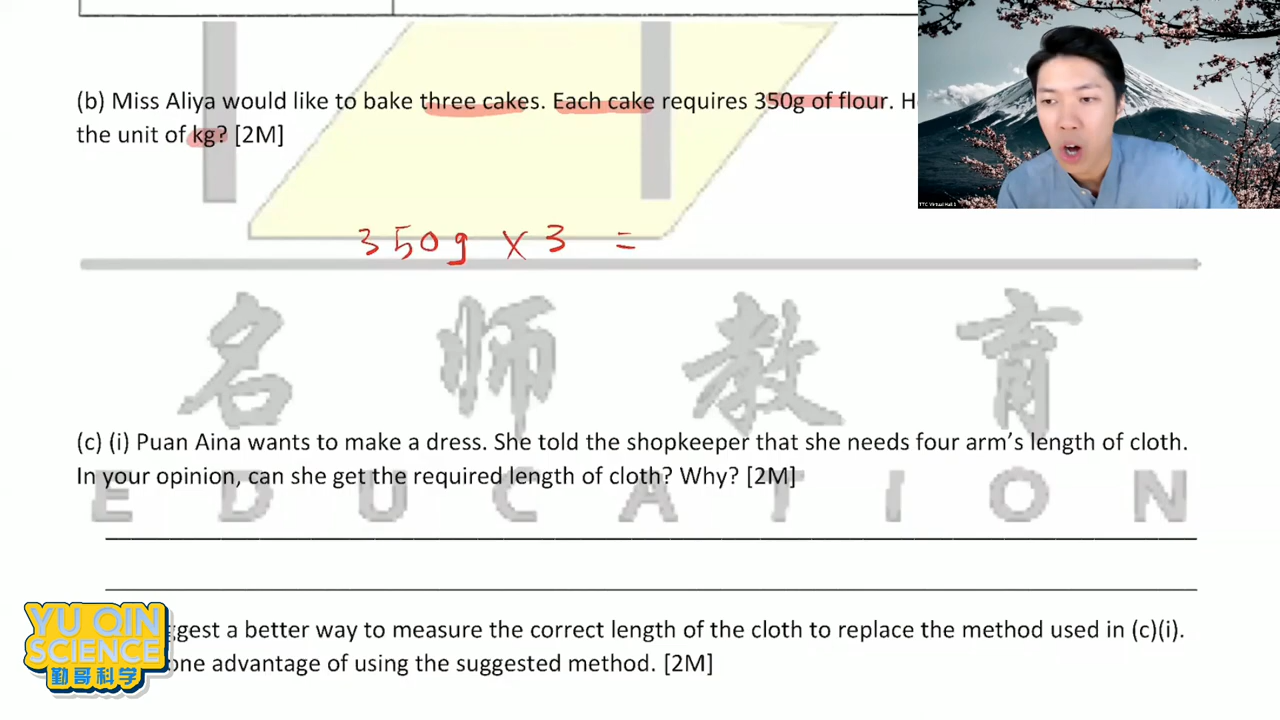 (b) Miss Aliya would like to bake three cakes. Each cake requires 350g of flour. H
the unit of kg? [2M]
350g x 3 =
名师教育
(c) (i) Puan Aina wants to make a dress. She told the shopkeeper that she needs four arm's length of cloth.
In your opinion, can she get the required length of cloth? Why? [2M]
EDUCATION
YU QIN
SCIENCE
勤哥科学
ggest a better way to measure the correct length of the cloth to replace the method used in (c)(i).
one advantage of using the suggested method. [2M]